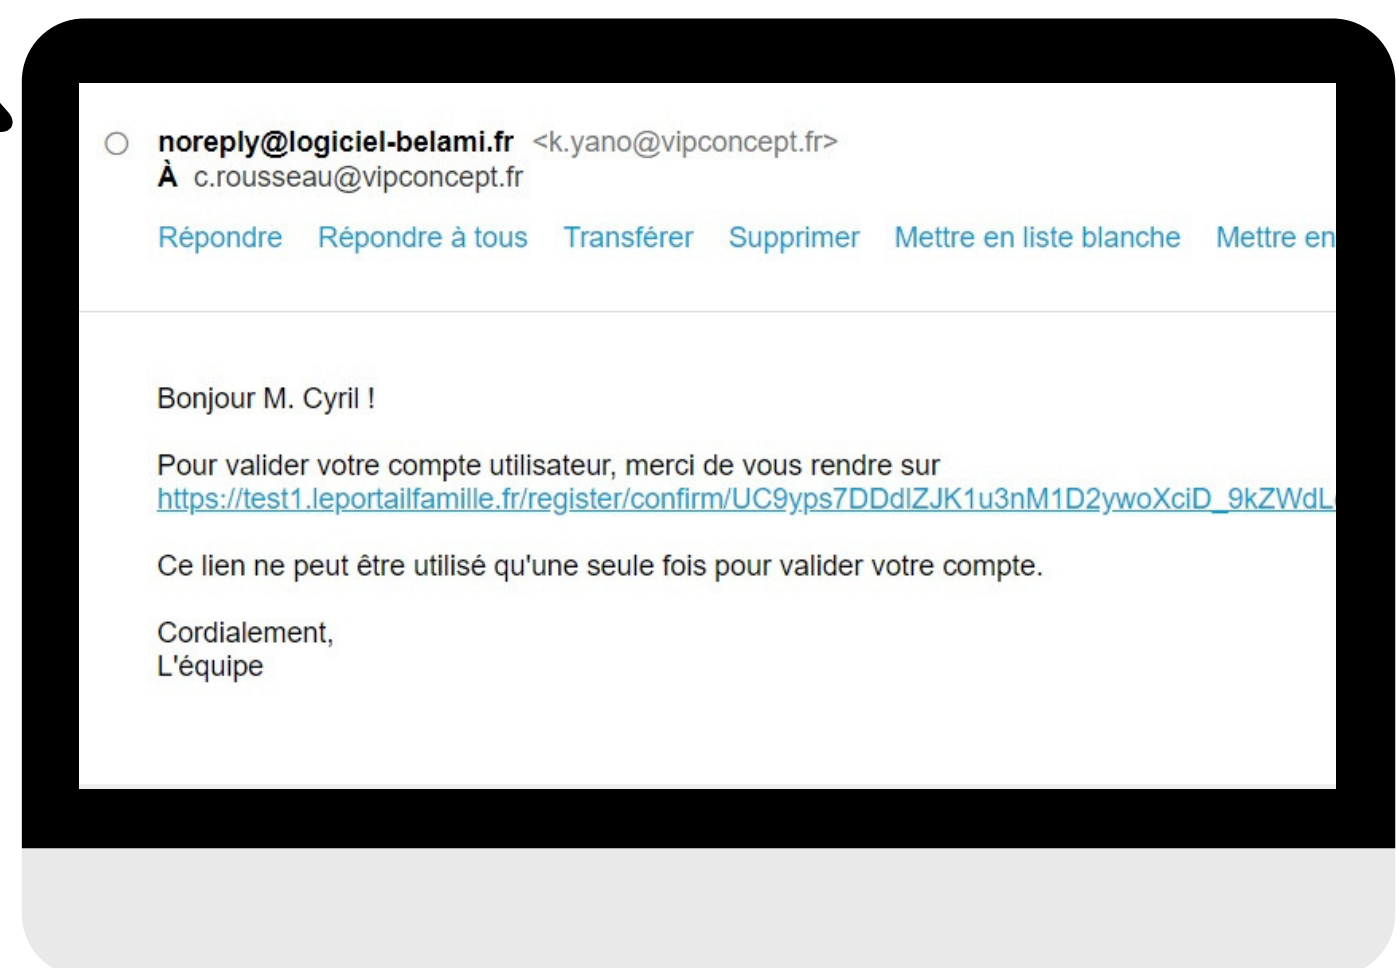 noreply@logiciel-belami.fr <k.yano@vipconcept.fr>
À c.rousseau@vipconcept.fr
Répondre Répondre à tous Transférer Supprimer Mettre en liste blanche Mettre en
Bonjour M. Cyril !
Pour valider votre compte utilisateur, merci de vous rendre sur
https://test1.leportailfamille.fr/register/confirm/UC9yps7DDdlZJK1u3nM1D2ywoXciD_9kZWdL
Ce lien ne peut être utilisé qu'une seule fois pour valider votre compte.
Cordialement,
L'équipe